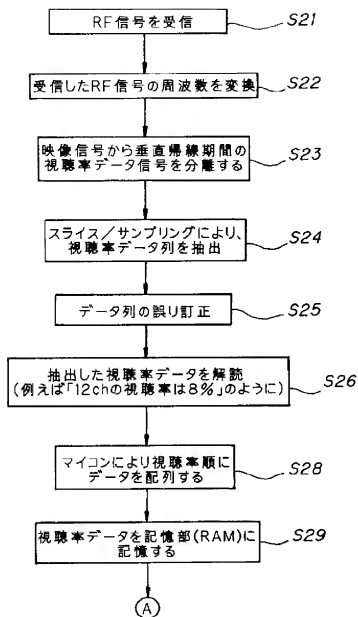 RF信号を受信
S21
受信したRF信号の周波数を変換
S22
映像信号から垂直帰線期間の
視聴率データ信号を分離する
S23
スライス/サンプリングにより、
視聴率データ列を抽出
S24
データ列の誤り訂正
S25
抽出した視聴率データを解読
(例えば「12chの視聴率は8%」のように)
S26
マイコンにより視聴率順に
データを配列する
S28
視聴率データを記憶部(RAM)に
記憶する
S29
A